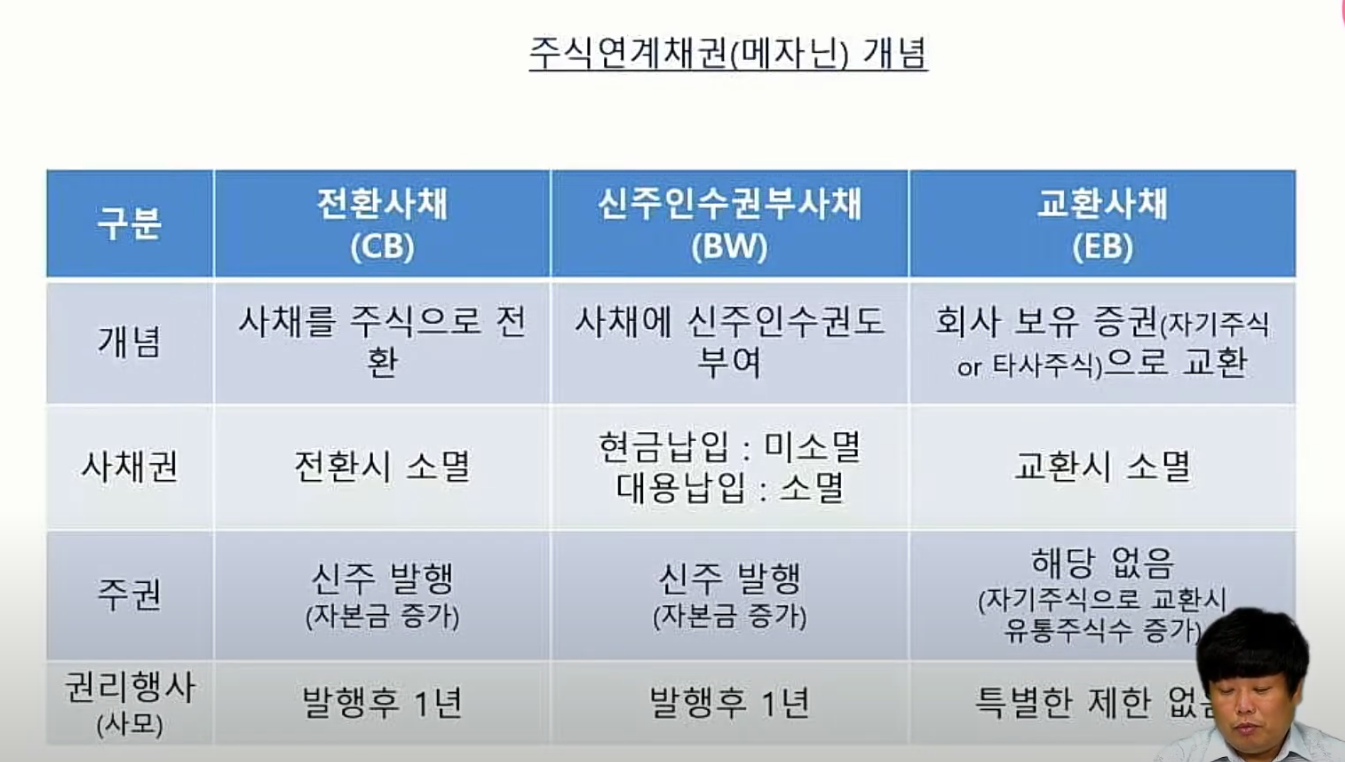 주식연계채권(메자닌) 개념
구분
전환사채
(CB)
신주인수권부사채
(BW)
교환사채
(EB)
개념
사채를 주식으로 전
환
사채에 신주인수권도
부여
회사 보유 증권(자기주식
or 타사주식)으로 교환
사채권
전환시 소멸
현금납입 : 미소멸
대용납입 : 소멸
교환시 소멸
주권
신주 발행
(자본금 증가)
신주 발행
(자본금 증가)
해당 없음
(자기주식으로 교환시
유통주식수 증가)
권리행사
(사모)
발행후 1년
발행후 1년
특별한 제한